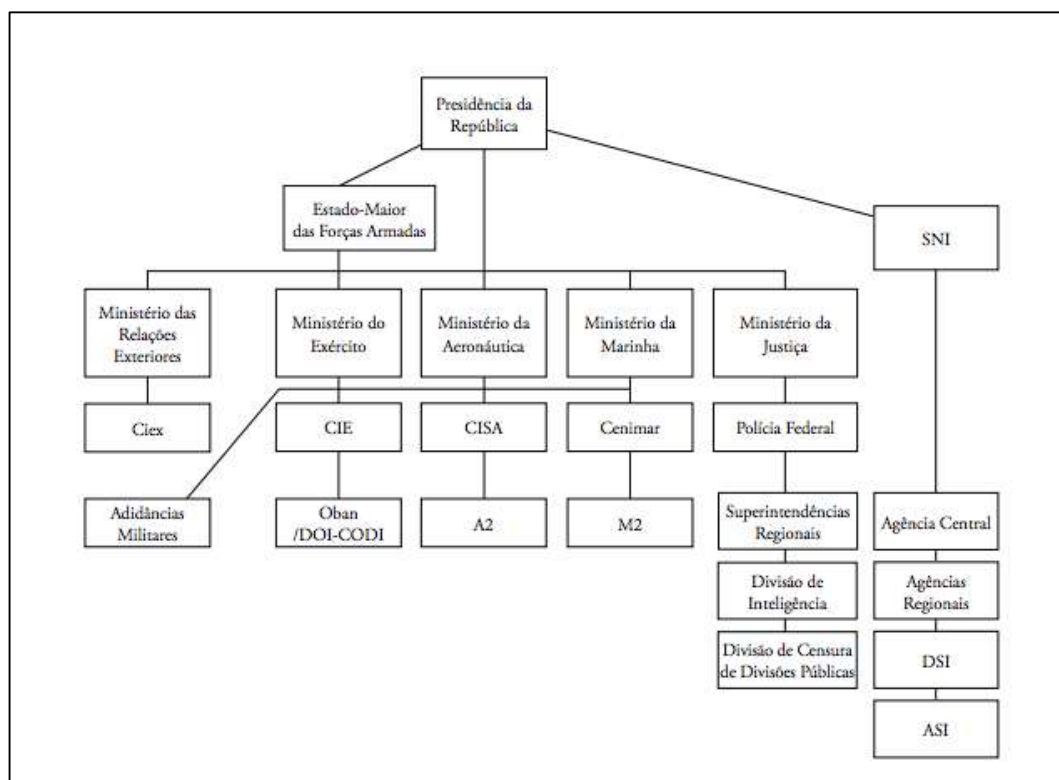 Presidência da
República
Estado-Maior
das Forças Armadas
SNI
Ministério das
Relações
Exteriores
Ministério do
Exército
Ministério da
Aeronáutica
Ministério da
Marinha
Ministério da
Justiça
Ciex
CIE
CISA
Cenimar
Polícia Federal
Adidâncias
Militares
Oban
/DOI-CODI
A2
M2
Superintendências
Regionais
Agência Central
Divisão de
Inteligência
Agências
Regionais
Divisão de Censura
de Divisões Públicas
DSI
ASI